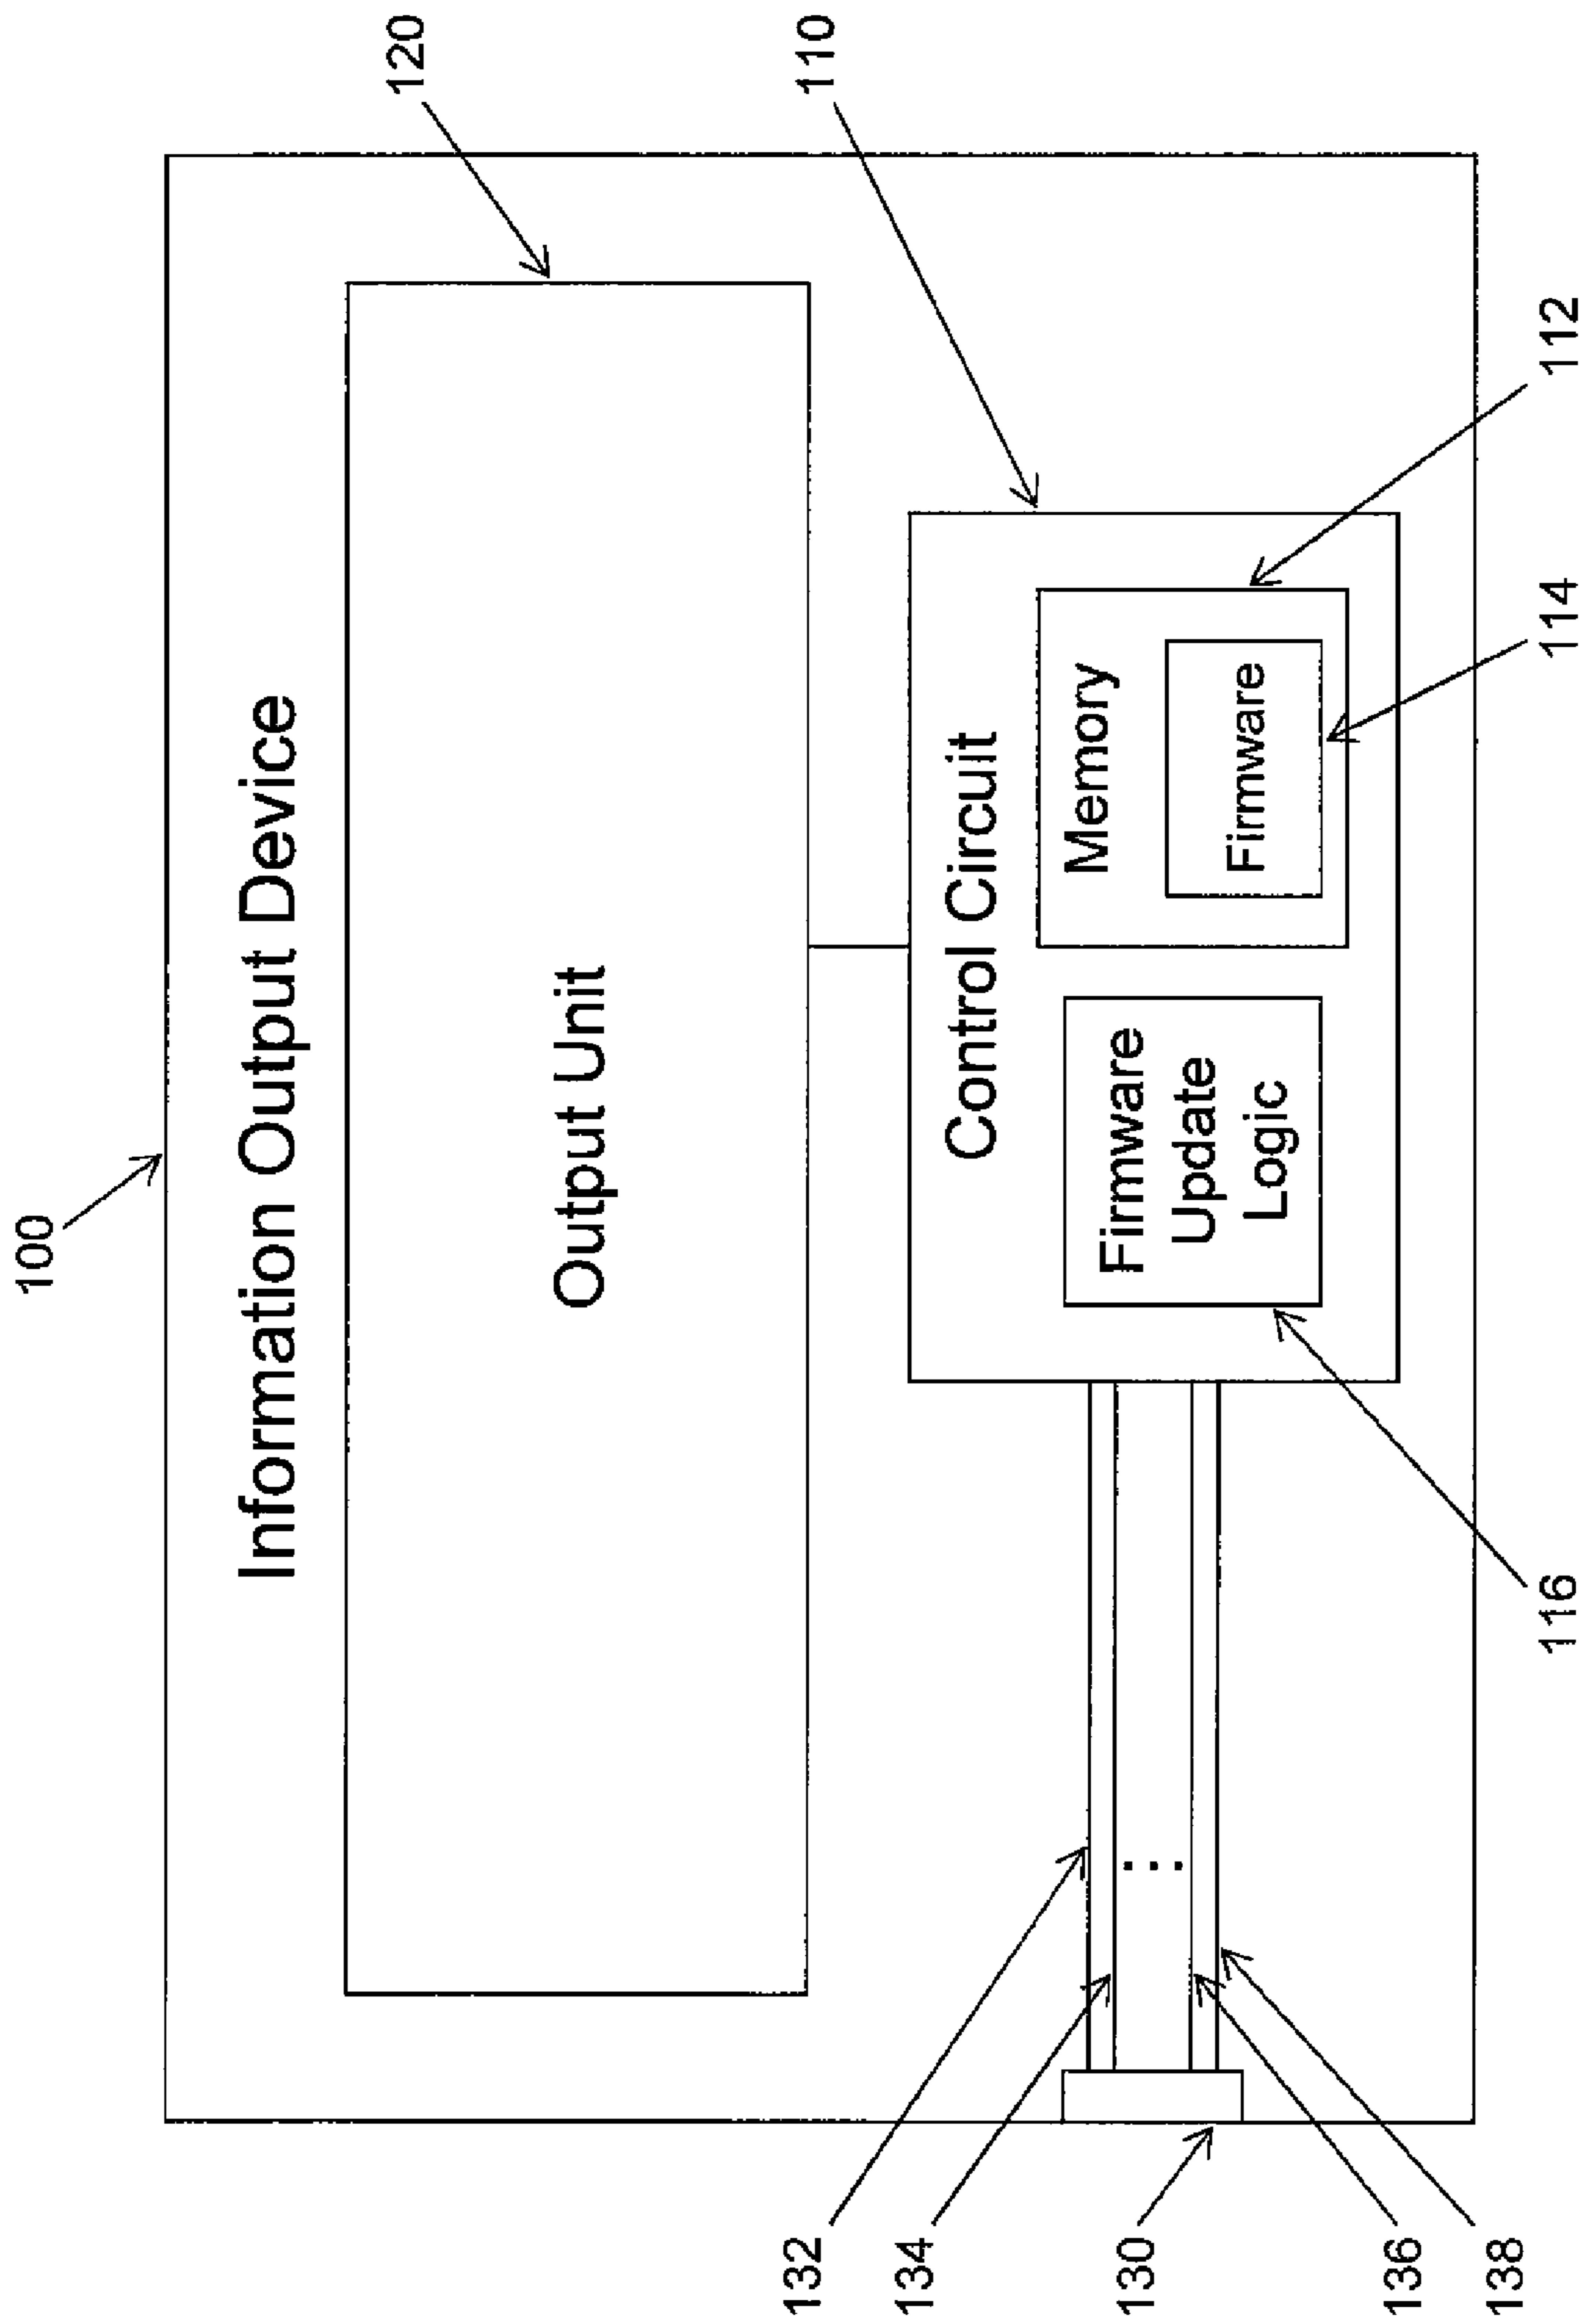 100
Information Output Device
120
Output Unit
110
Control Circuit
Firmware
Update
Logic
Memory
Firmware
132
134
130
136
138
116
114
112